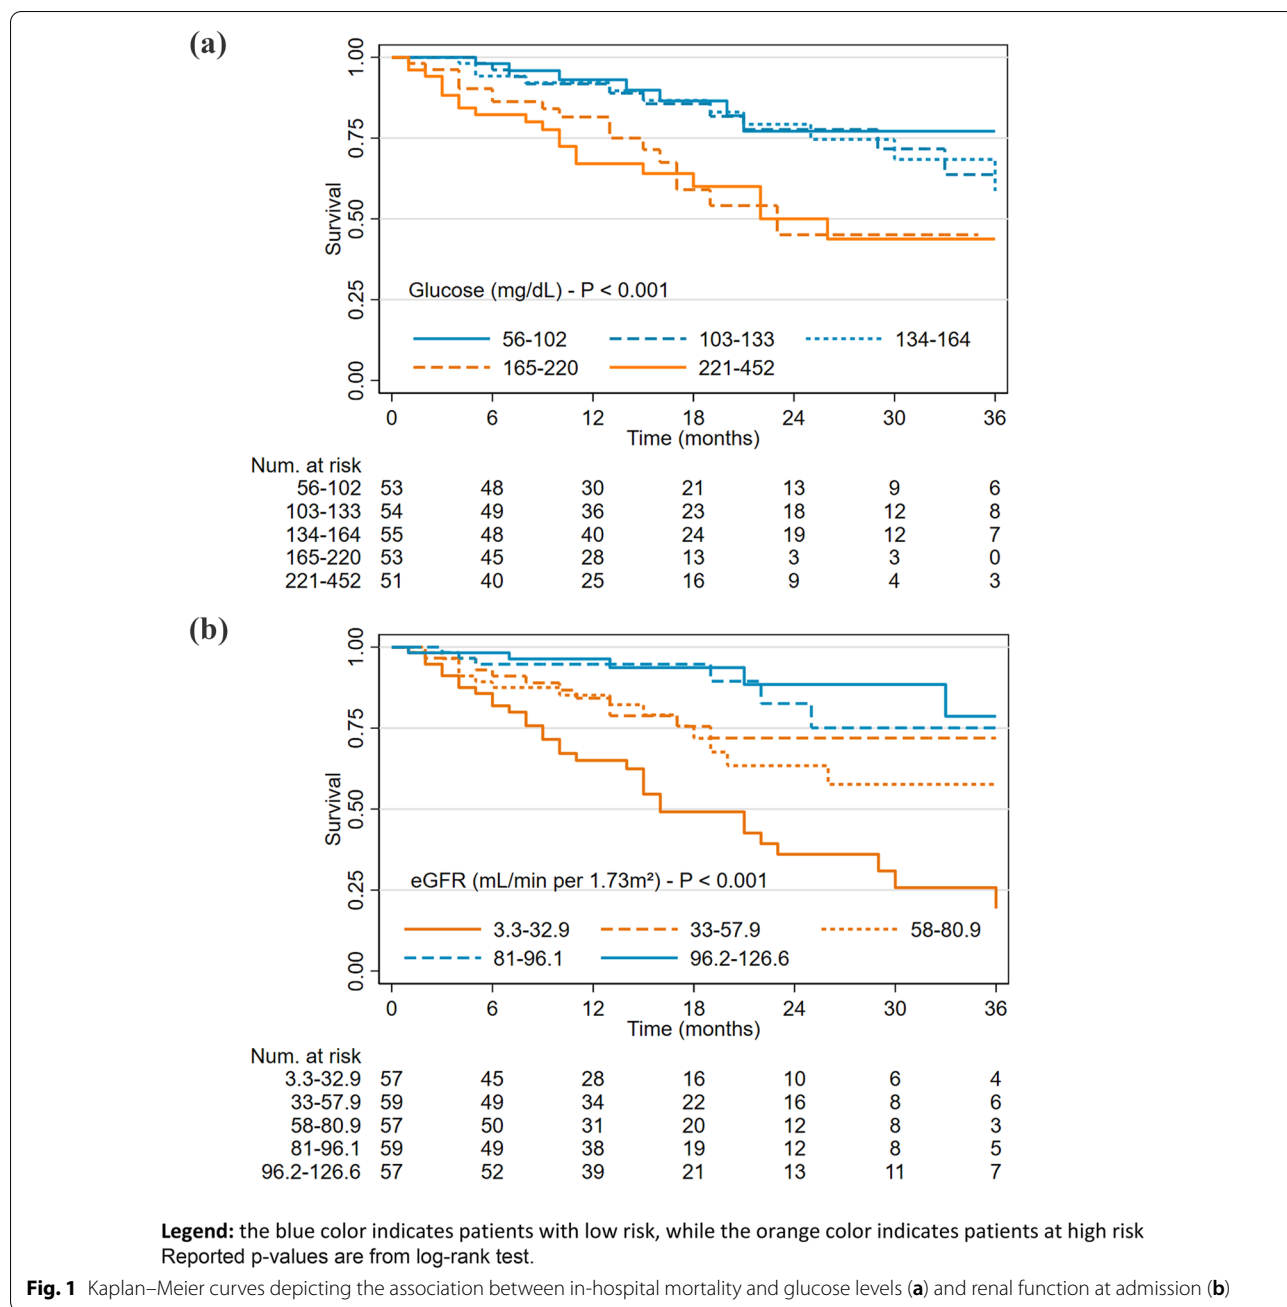 (a)
1.00
0.75
0.50
0.25
0.00
Survival
Glucose (mg/dL) - P < 0.001
56-102 103-133 134-164
165-220 221-452
0 6 12 18 24 30 36
Time (months)
Num. at risk
56-102 53 48 30 21 13 9 6
103-133 54 49 36 23 18 12 8
134-164 55 48 40 24 19 12 7
165-220 53 45 28 13 3 3 0
221-452 51 40 25 16 9 4 3
(b)
1.00
0.75
0.50
0.25
0.00
Survival
eGFR (mL/min per 1.73m²) - P < 0.001
3.3-32.9 33-57.9 58-80.9
81-96.1 96.2-126.6
0 6 12 18 24 30 36
Time (months)
Num. at risk
3.3-32.9 57 45 28 16 10 6 4
33-57.9 59 49 34 22 16 8 6
58-80.9 57 50 31 20 12 8 3
81-96.1 59 49 38 19 12 8 5
96.2-126.6 57 52 39 21 13 11 7
Legend: the blue color indicates patients with low risk, while the orange color indicates patients at high risk
Reported p-values are from log-rank test.
Fig. 1 Kaplan–Meier curves depicting the association between in-hospital mortality and glucose levels (a) and renal function at admission (b)